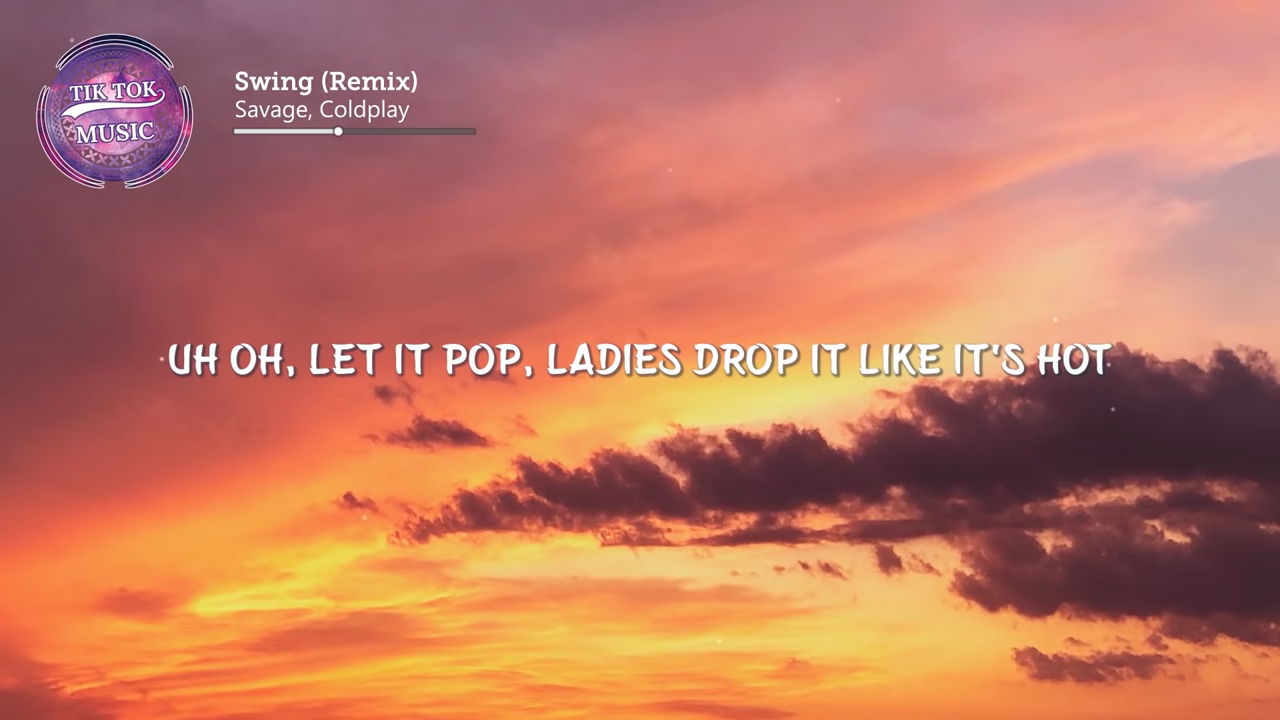 TIK TOK
MUSIC
Swing (Remix)
Savage, Coldplay
UH OH, LET IT POP, LADIES DROP IT LIKE IT'S HOT